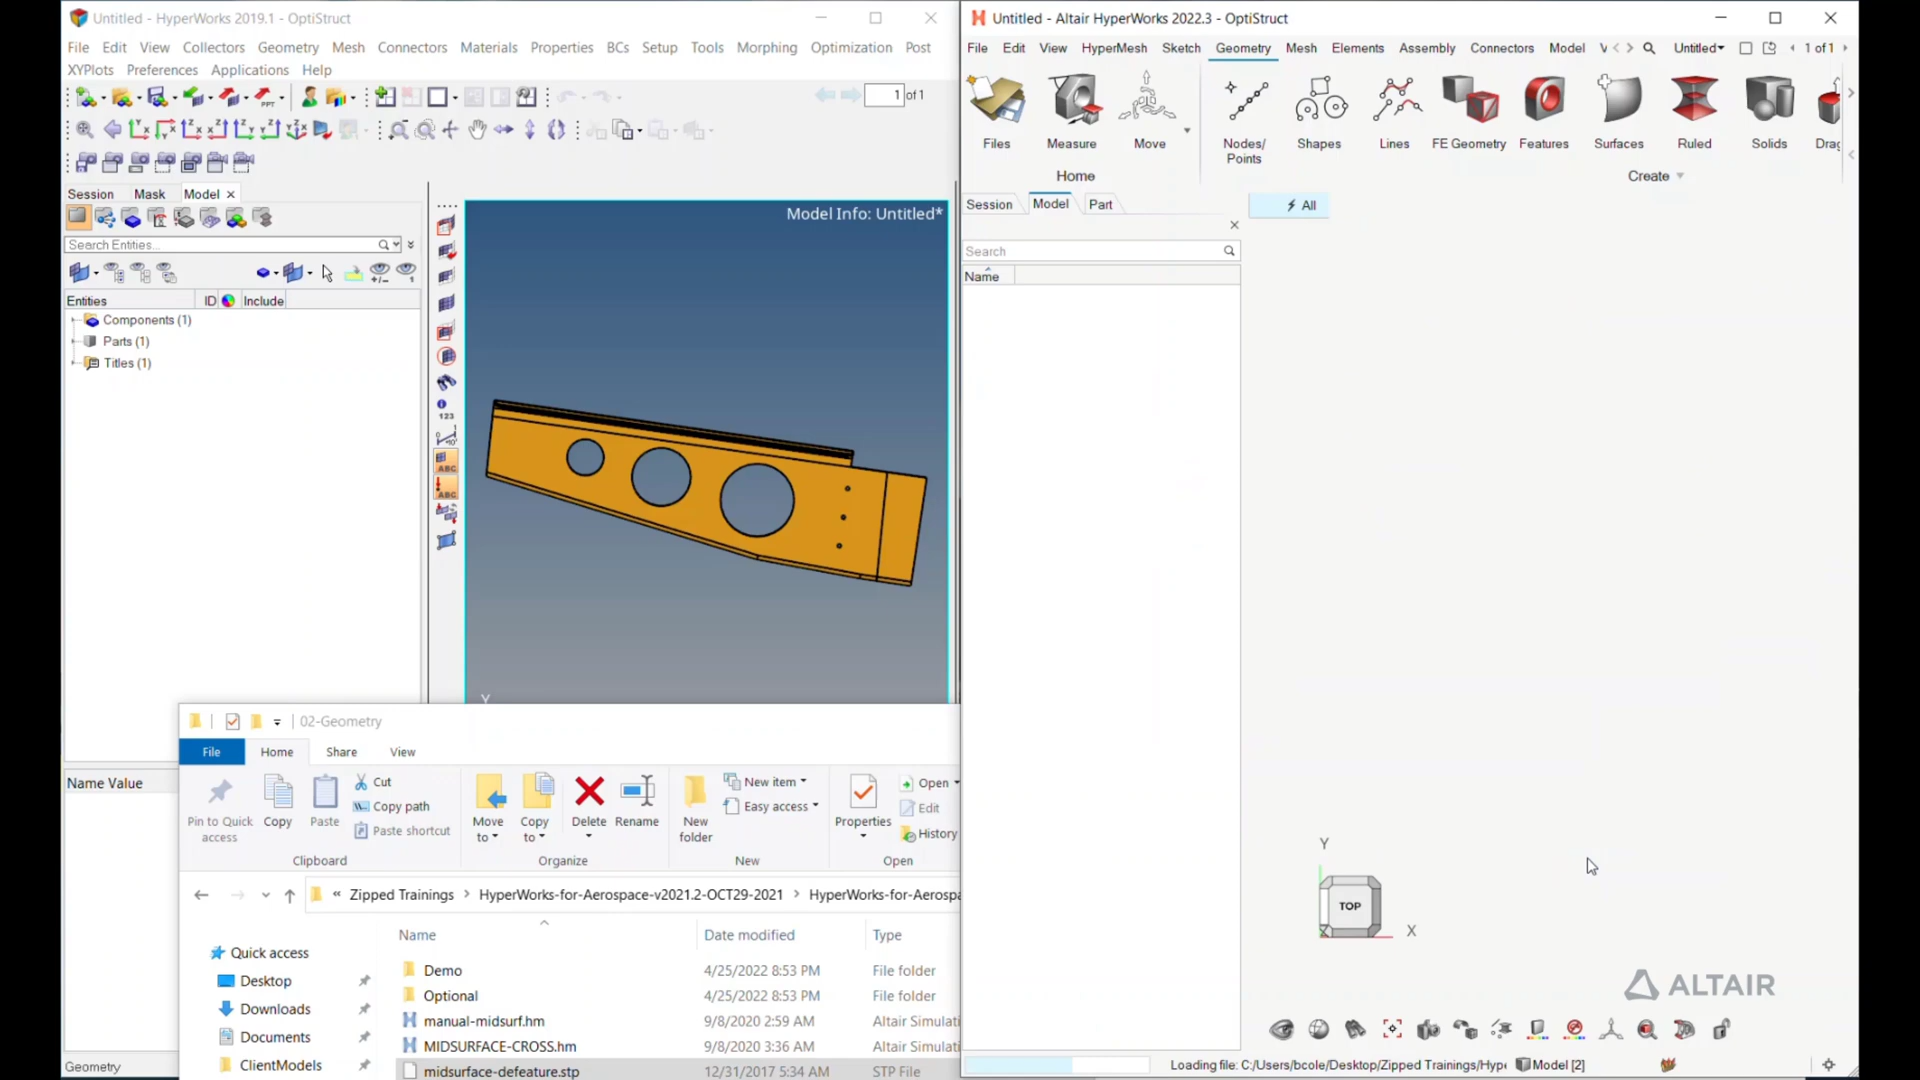 Untitled - HyperWorks 2019.1 - OptiStruct
File Edit View Collectors Geometry Mesh Connectors Materials Properties BCs Setup Tools Morphing Optimization Post
XYPlots Preferences Applications Help
1 of 1
Session Mask Model
Search Entities...
Entities ID Include
Components (1)
Parts (1)
Titles (1)
Name Value
Geometry
123
ABC
ABC
Model Info: Untitled*
Y
02-Geometry
File Home Share View
Pin to Quick access
Copy
Paste
Cut
Copy path
Paste shortcut
Clipboard
Move to
Copy to
Delete
Rename
Organize
New folder
New item
Easy access
New
Properties
Open
Edit
History
Open
« Zipped Trainings > HyperWorks-for-Aerospace-v2021.2-OCT29-2021 > HyperWorks-for-Aerospa
Name Date modified Type
Quick access
Desktop
Downloads
Documents
ClientModels
Demo 4/25/2022 8:53 PM File folder
Optional 4/25/2022 8:53 PM File folder
manual-midsurf.hm 9/8/2020 2:59 AM Altair Simulati
MIDSURFACE-CROSS.hm 9/8/2020 3:36 AM Altair Simulati
midsurface-defeature.stp 12/31/2017 5:34 AM STP File
Untitled - Altair HyperWorks 2022.3 - OptiStruct
File Edit View HyperMesh Sketch Geometry Mesh Elements Assembly Connectors Model V Untitled 1 of 1
Files Measure Move Nodes/ Points Shapes Lines FE Geometry Features Surfaces Ruled Solids Drag
Home Create
Session Model Part
All
Search
Name
Y
TOP
X
ALTAIR
Loading file: C:/Users/bcole/Desktop/Zipped Trainings/Hype Model [2]